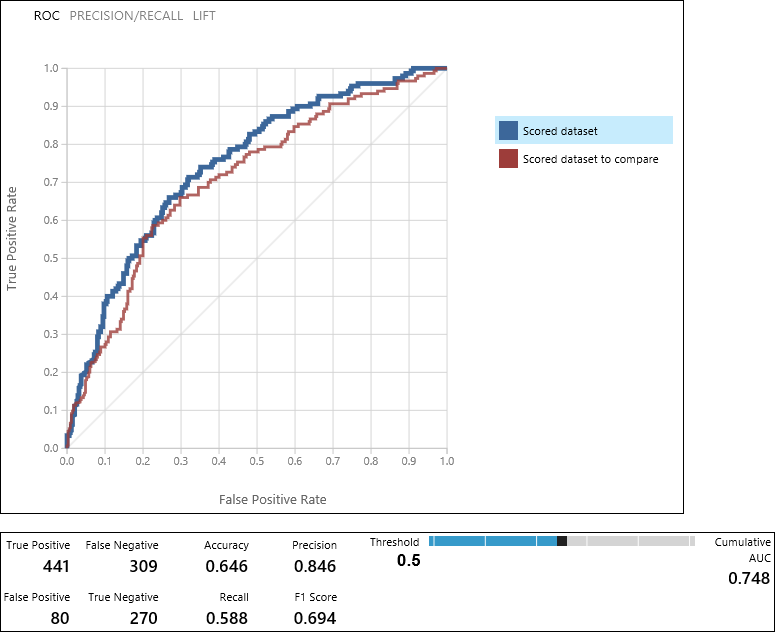 ROC PRECISION/RECALL LIFT
1.0
0.9
0.8
0.7
0.6
0.5
0.4
0.3
0.2
0.1
0.0
True Positive Rate
0.0 0.1 0.2 0.3 0.4 0.5 0.6 0.7 0.8 0.9 1.0
False Positive Rate
Scored dataset
Scored dataset to compare
True Positive False Negative Accuracy Precision Threshold Cumulative AUC
441 309 0.646 0.846 0.5 0.748
False Positive True Negative Recall F1 Score
80 270 0.588 0.694